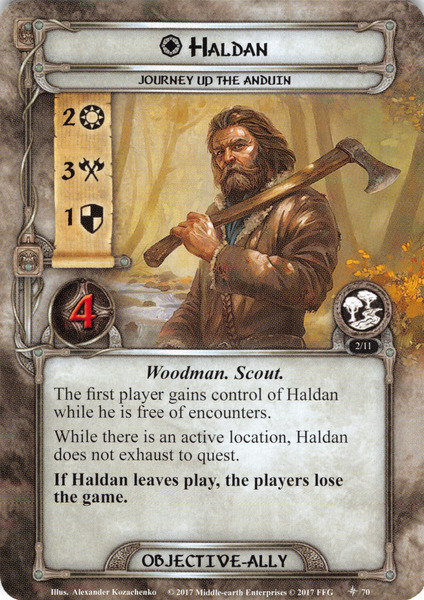 HALDAN
JOURNEY UP THE ANDUIN
2
3
1
4
2/11
Woodman. Scout.
The first player gains control of Haldan
while he is free of encounters.
While there is an active location, Haldan
does not exhaust to quest.
If Haldan leaves play, the players lose
the game.
OBJECTIVE-ALLY
Illus. Alexander Kozachenko © 2017 Middle-earth Enterprises © 2017 FFG 70